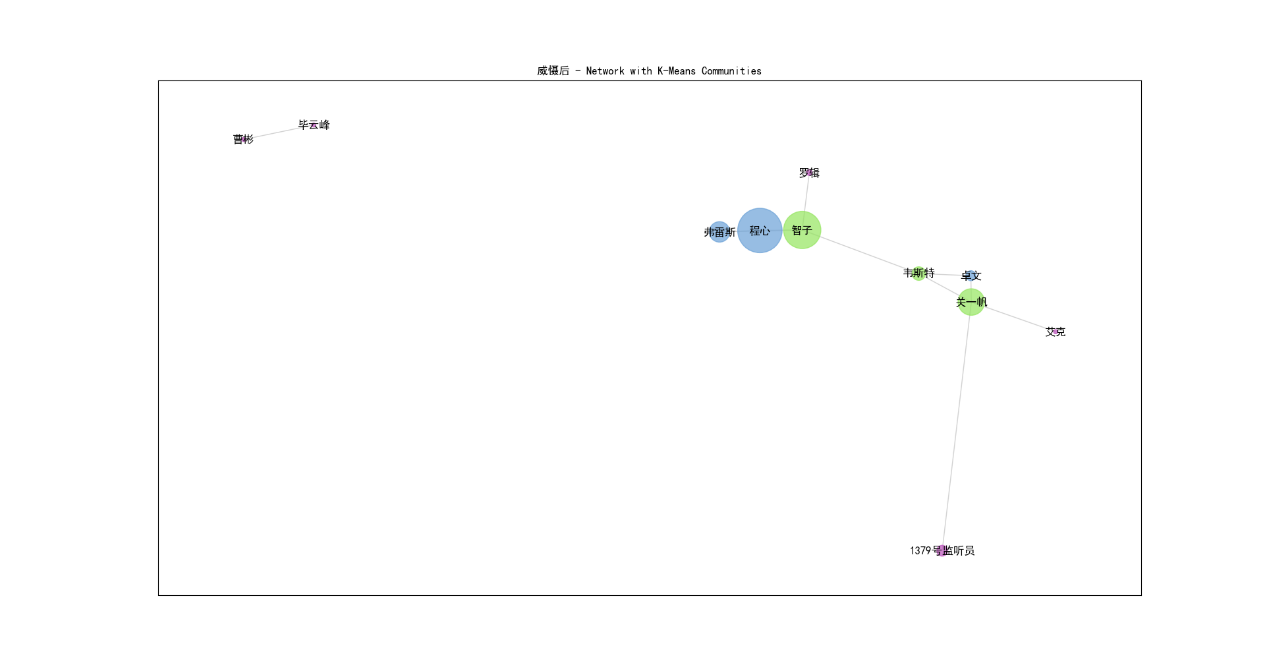 威慑后 - Network with K-Means Communities
毕云峰
曹彬
罗辑
弗雷斯
程心
智子
韦斯特
卓文
关一帆
艾克
1379号监听员